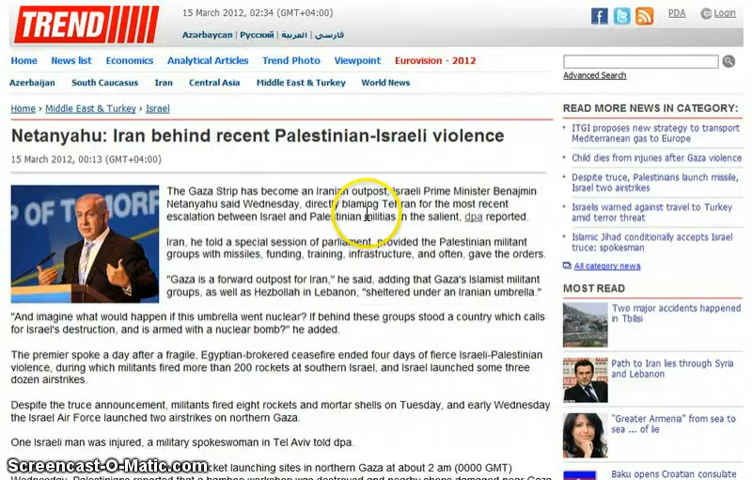 TREND
15 March 2012, 02:34 (GMT+04:00)
Azərbaycan | Русский | العربية | فارسی
PDA
Login
Home News list Economics Analytical Articles Trend Photo Viewpoint Eurovision - 2012
Azerbaijan South Caucasus Iran Central Asia Middle East & Turkey World News
Advanced Search
Home › Middle East & Turkey › Israel
Netanyahu: Iran behind recent Palestinian-Israeli violence
15 March 2012, 00:13 (GMT+04:00)
The Gaza Strip has become an Iranian outpost, Israeli Prime Minister Benajmin
Netanyahu said Wednesday, directly blaming Tehran for the most recent
escalation between Israel and Palestinian militias in the salient, dpa reported.
Iran, he told a special session of parliament, provided the Palestinian militant
groups with missiles, funding, training, infrastructure, and often, gave the orders.
"Gaza is a forward outpost for Iran," he said, adding that Gaza's Islamist militant
groups, as well as Hezbollah in Lebanon, "sheltered under an Iranian umbrella."
"And imagine what would happen if this umbrella went nuclear? If behind these groups stood a country which calls
for Israel's destruction, and is armed with a nuclear bomb?" he added.
The premier spoke a day after a fragile, Egyptian-brokered ceasefire ended four days of fierce Israeli-Palestinian
violence, during which militants fired more than 200 rockets at southern Israel, and Israel launched some three
dozen airstrikes.
Despite the truce announcement, militants fired eight rockets and mortar shells on Tuesday, and early Wednesday
the Israel Air Force launched two airstrikes on northern Gaza.
One Israeli man was injured, a military spokeswoman in Tel Aviv told dpa.
rocket launching sites in northern Gaza at about 2 am (0000 GMT)
Wednesday. Palestinians reported that a bamboo workshop was destroyed and nearby shops damaged near Gaza
READ MORE NEWS IN CATEGORY:
ITGI proposes new strategy to transport
Mediterranean gas to Europe
Child dies from injuries after Gaza violence
Despite truce, Palestinians launch missile,
Israel two airstrikes
Israelis warned against travel to Turkey
amid terror threat
Islamic Jihad conditionally accepts Israel
truce: spokesman
All category news
MOST READ
Two major accidents happened
in Tbilisi
Path to Iran lies through Syria
and Lebanon
"Greater Armenia" from sea to
sea ... of lie
Baku opens Croatian consulate
Screencast-O-Matic.com